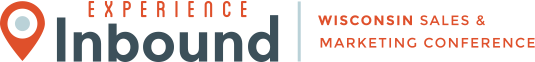 EXPERIENCE
Inbound
WISCONSIN SALES &
MARKETING CONFERENCE